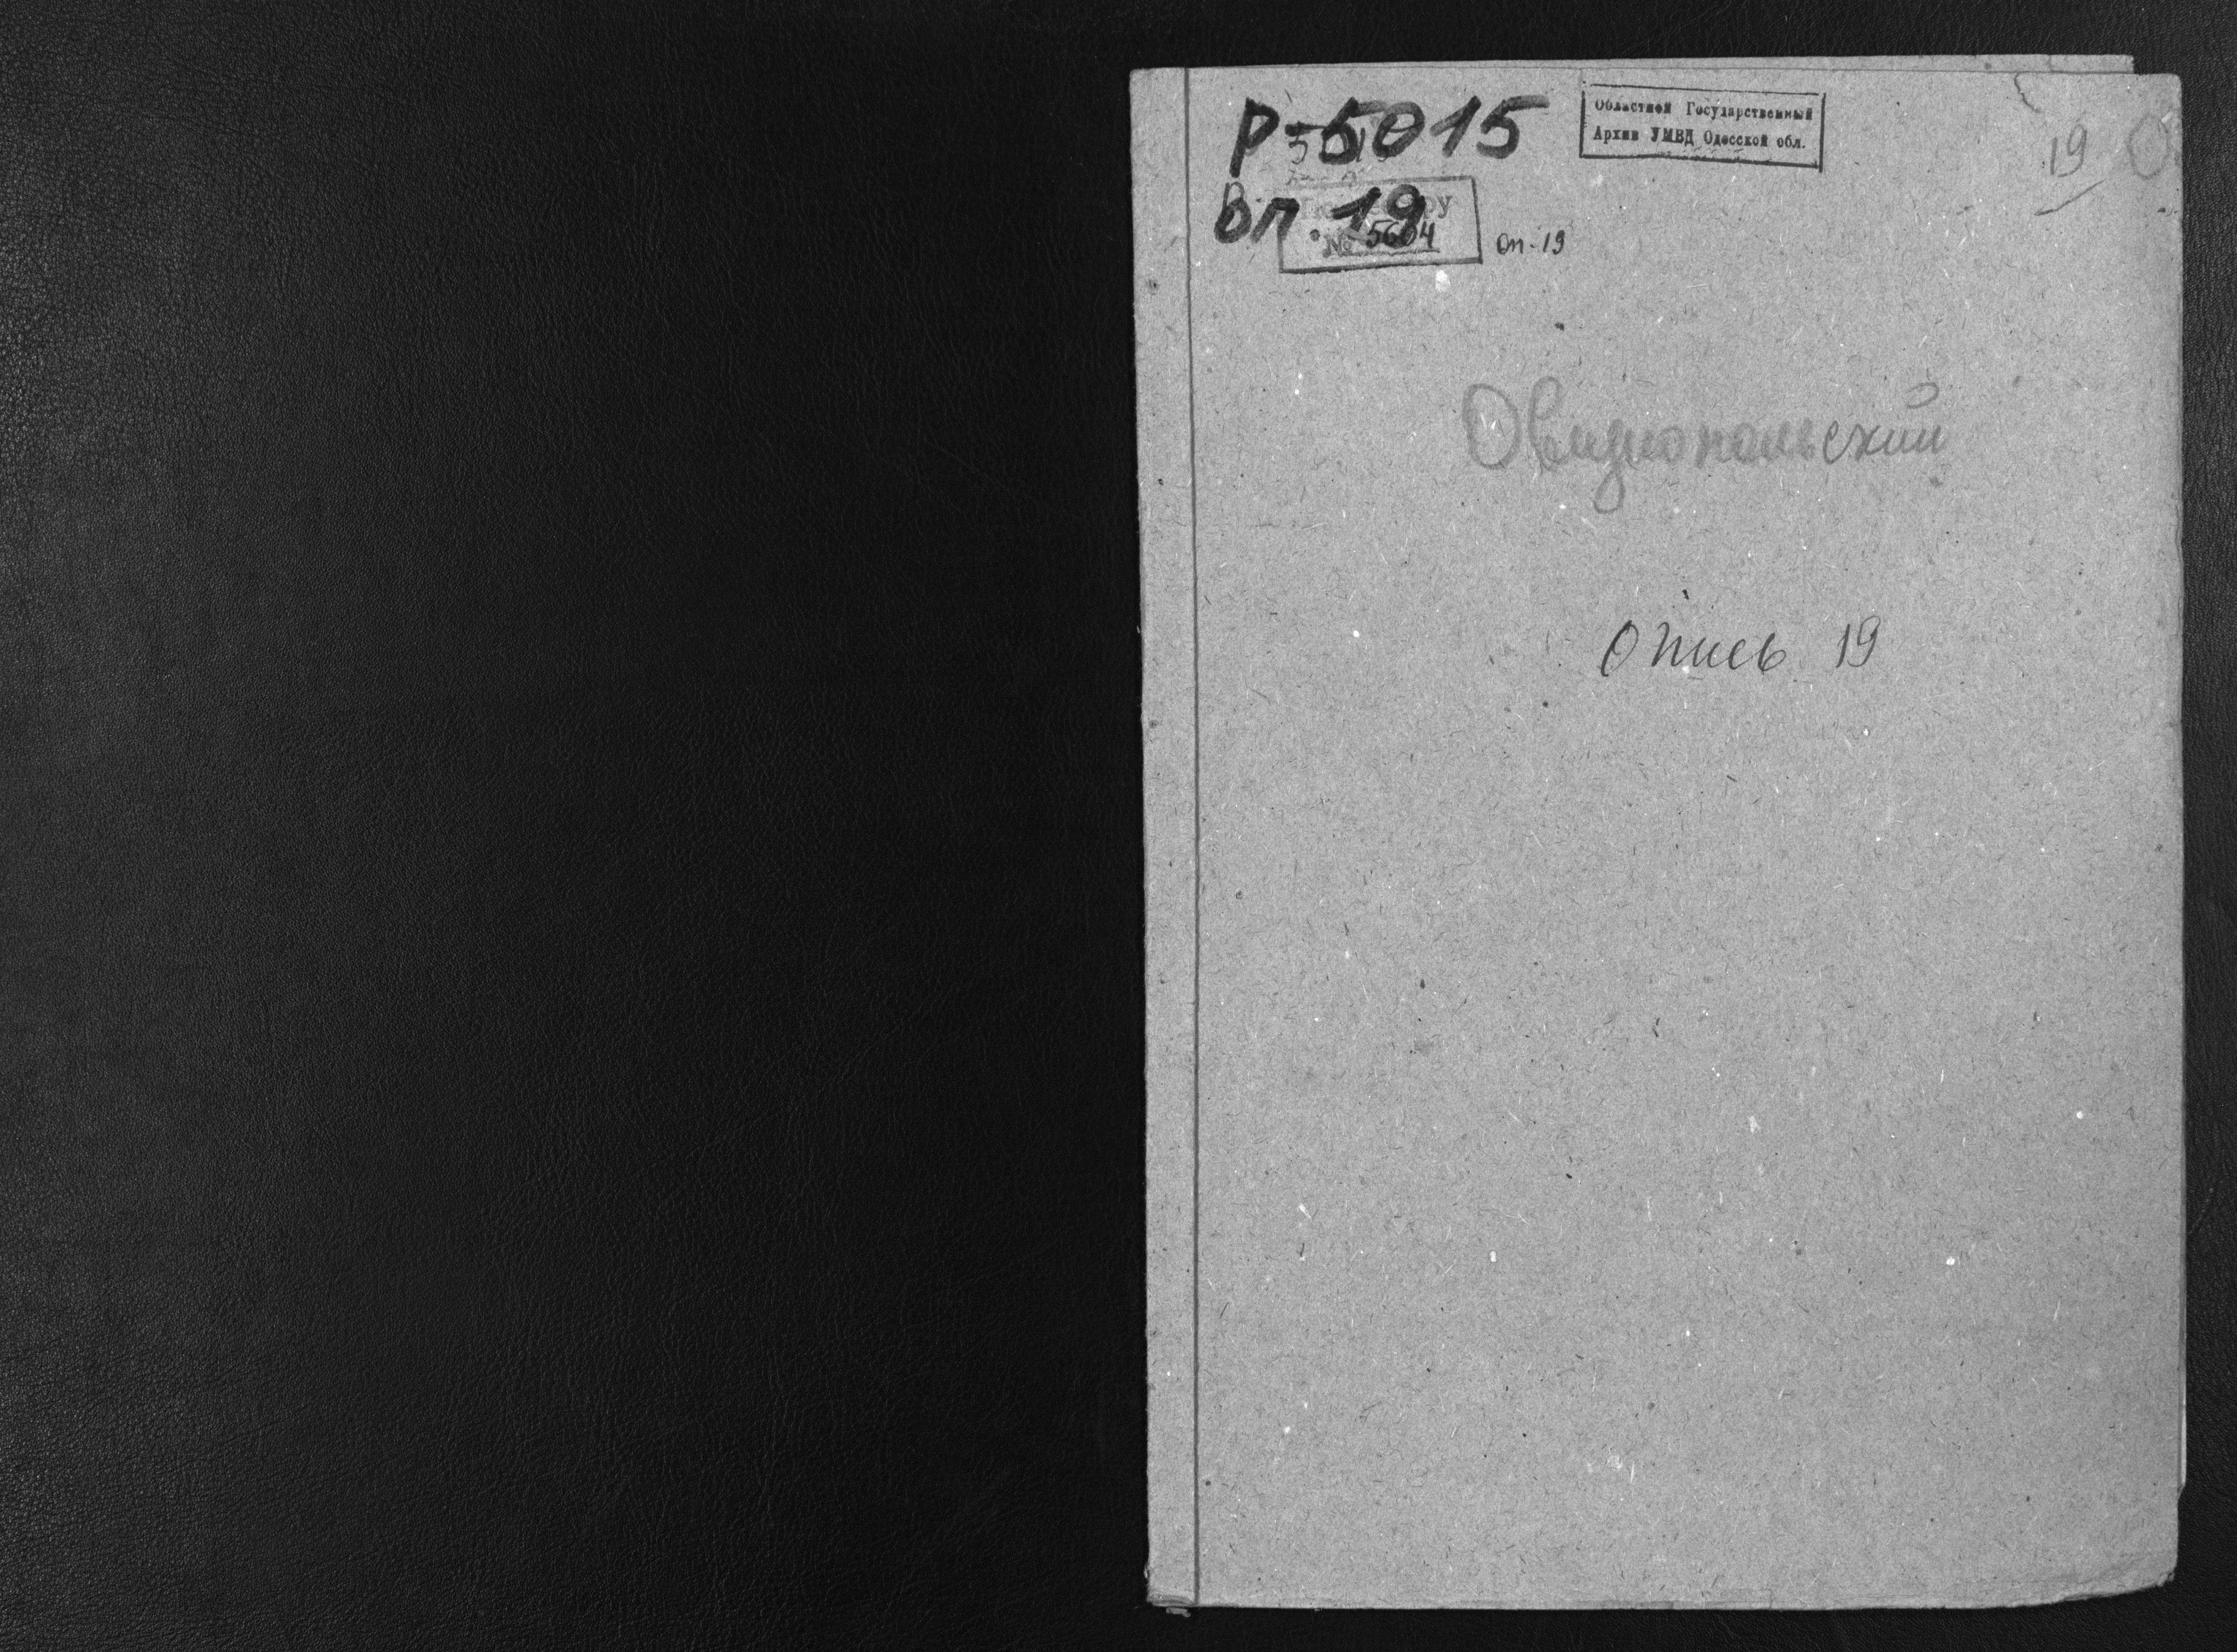 Р-5015
Областной Государственный
Архив УМВД Одесской обл.
19
оп. 19
№ 5604
оп-19
Овидиопольский
Опись 19